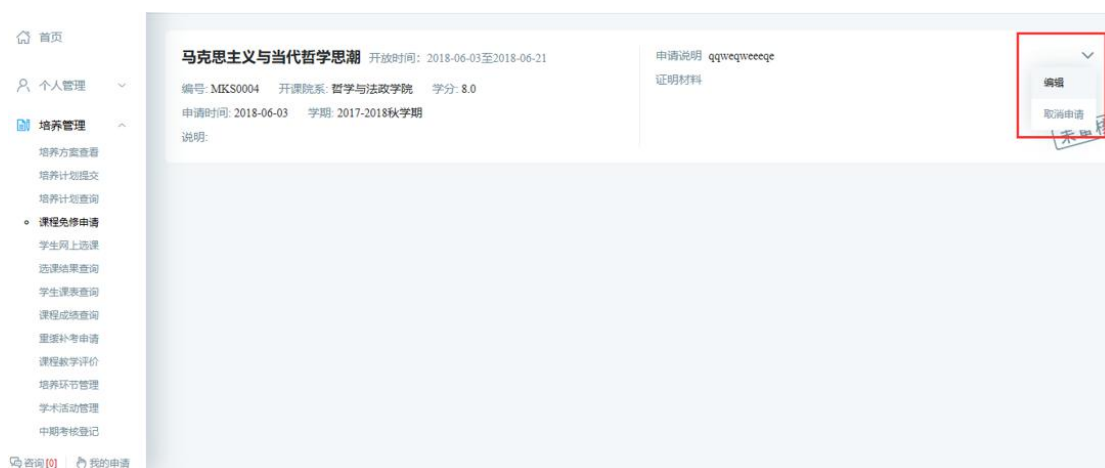 首页
个人管理
培养管理
培养方案查看
培养计划提交
培养计划查询
课程免修申请
学生网上选课
选课结果查询
学生课表查询
课程成绩查询
重缓补考申请
课程教学评价
培养环节管理
学术活动管理
中期考核登记
咨询[0] 我的申请
马克思主义与当代哲学思潮 开放时间：2018-06-03至2018-06-21
编号: MKS0004 开课院系: 哲学与法政学院 学分: 8.0
申请时间: 2018-06-03 学期: 2017-2018秋学期
说明:
申请说明 qqweqweeeqe
证明材料
编辑
取消申请
未审核